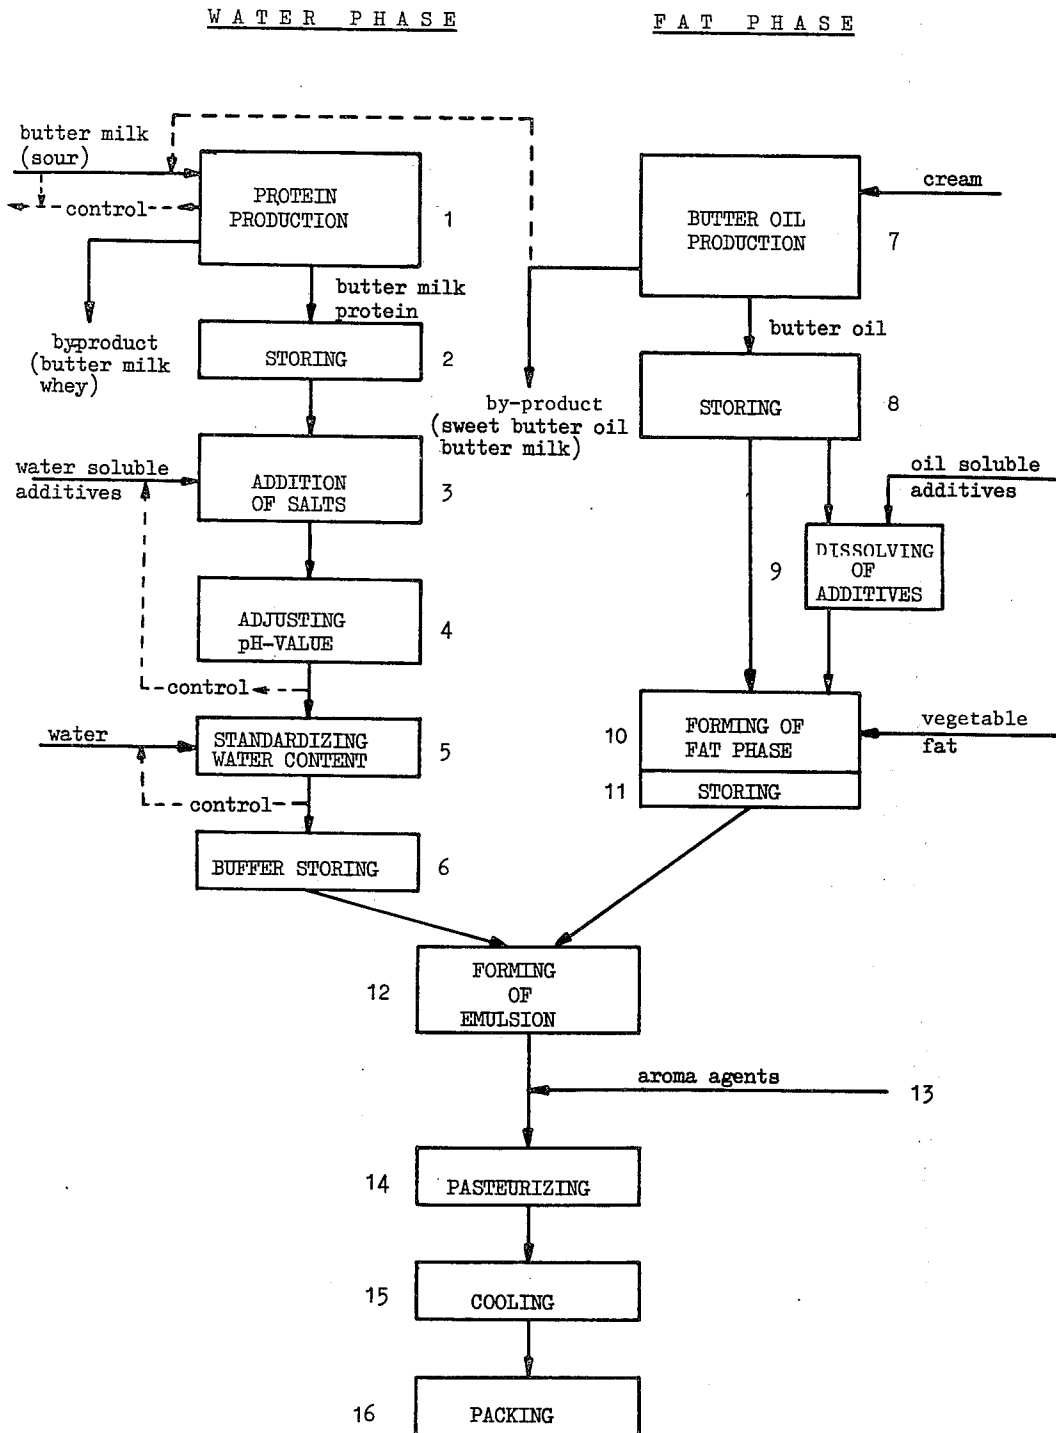 WATER PHASE
butter milk
(sour)
control
PROTEIN
PRODUCTION
1
butter milk
protein
by-product
(butter milk
whey)
STORING
2
water soluble
additives
ADDITION
OF SALTS
3
ADJUSTING
pH-VALUE
4
control
water
STANDARDIZING
WATER CONTENT
5
control
BUFFER STORING
6
FAT PHASE
cream
BUTTER OIL
PRODUCTION
7
butter oil
by-product
(sweet butter oil
butter milk)
STORING
8
oil soluble
additives
9
DISSOLVING
OF
ADDITIVES
10
FORMING OF
FAT PHASE
vegetable
fat
11
STORING
12
FORMING
OF
EMULSION
aroma agents
13
14
PASTEURIZING
15
COOLING
16
PACKING